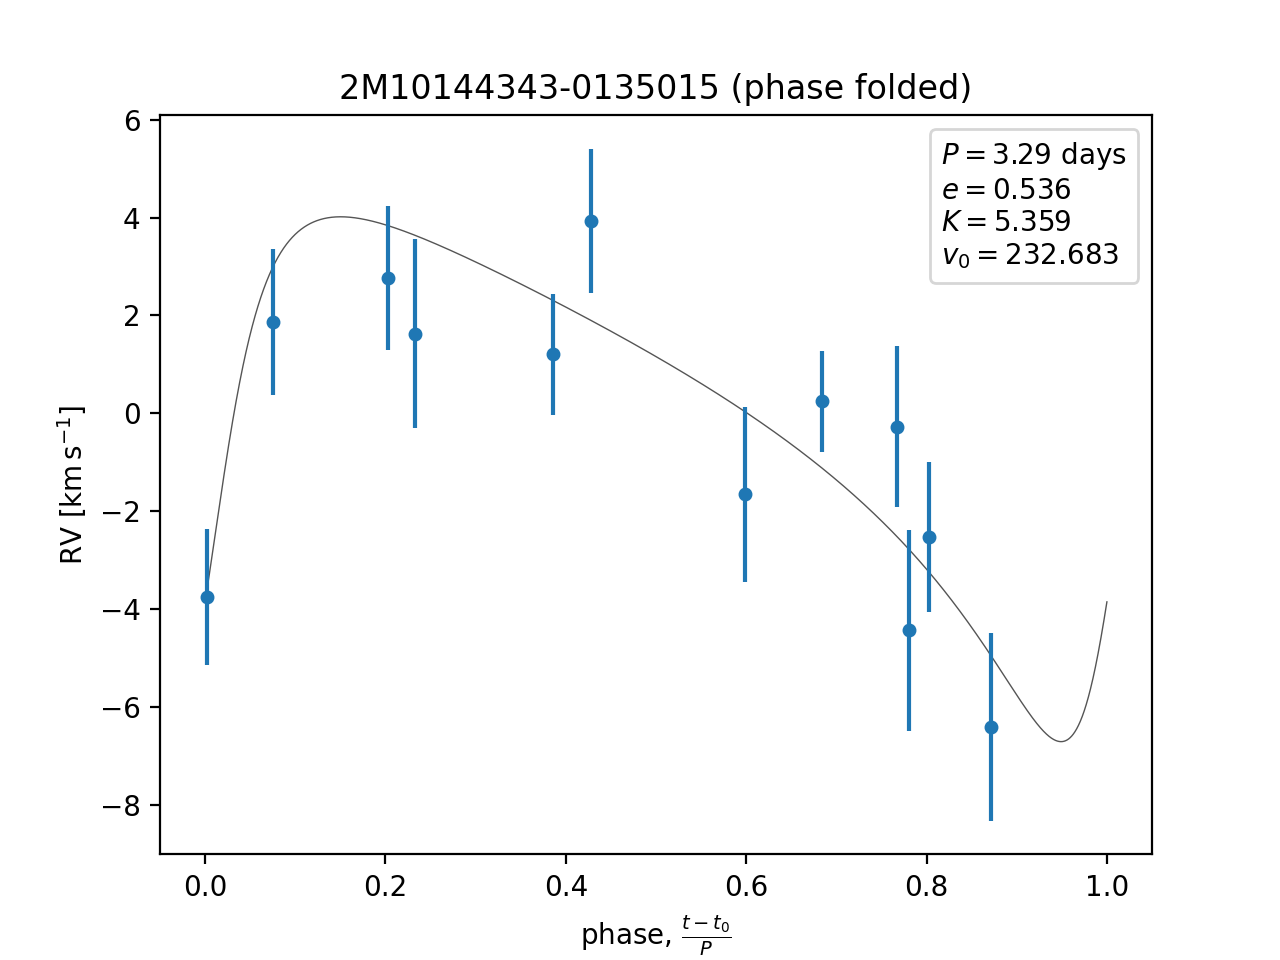 2M10144343-0135015 (phase folded)
P = 3.29 days
e = 0.536
K = 5.359
v₀ = 232.683
RV [km s⁻¹]
6
4
2
0
−2
−4
−6
−8
0.0 0.2 0.4 0.6 0.8 1.0
phase, (t − t₀)/P